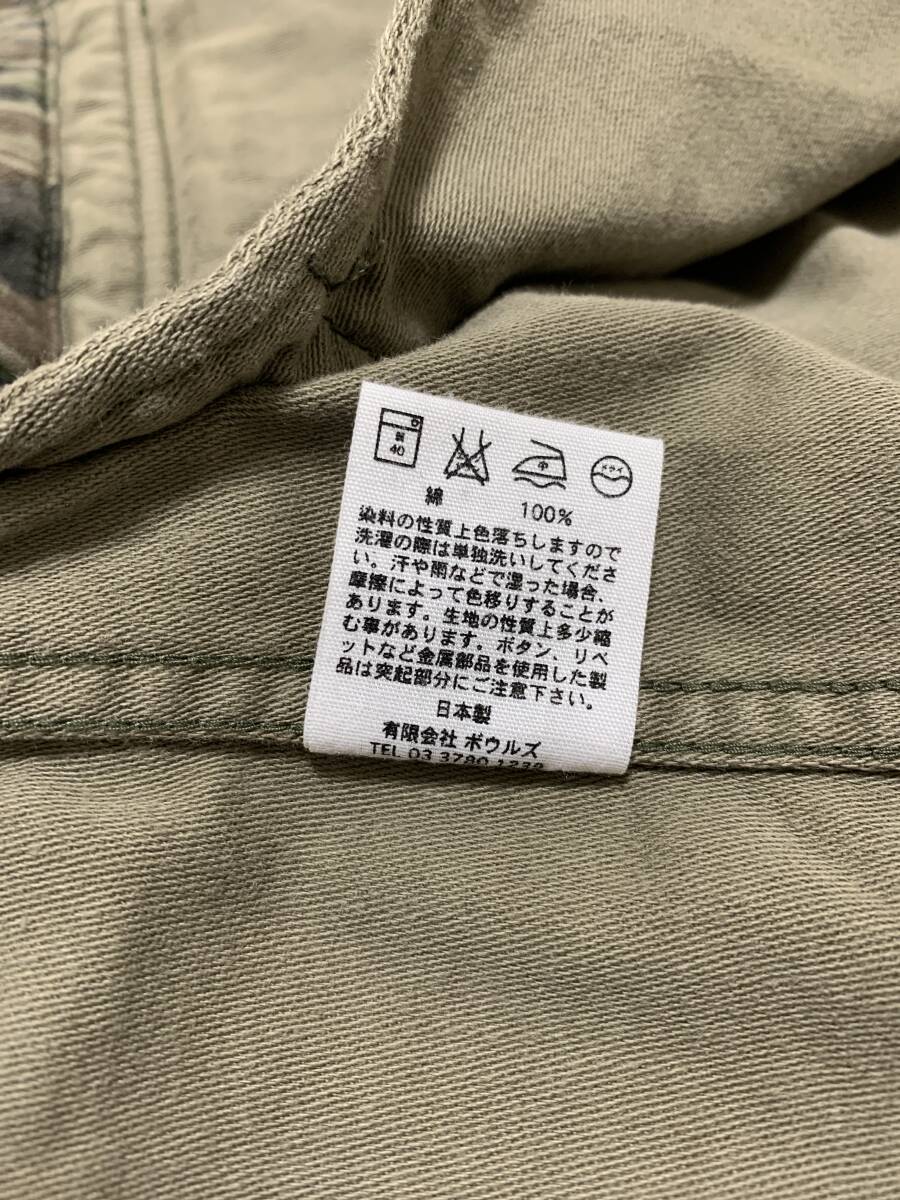 40
中
ドライ
綿 100%
染料の性質上色落ちしますので
洗濯の際は単独洗いしてくださ
い。汗や雨などで湿った場合、
摩擦によって色移りすることが
あります。生地の性質上多少縮
む事があります。ボタン、リベ
ットなど金属部品を使用した製
品は突起部分にご注意下さい。
日本製
有限会社 ボウルズ
TEL 03 3780 1238